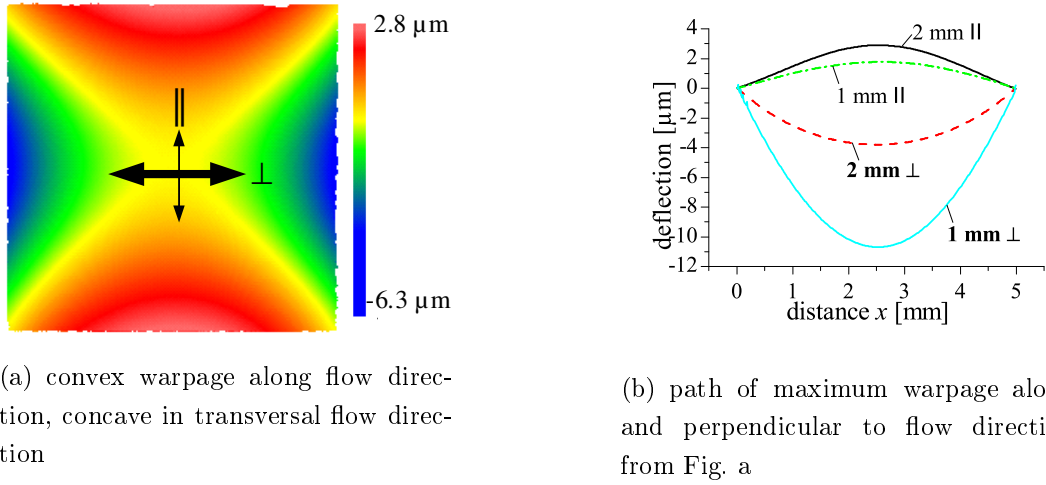 2.8 µm
||
⊥
-6.3 µm
(a) convex warpage along flow direc-
tion, concave in transversal flow direc-
tion
deflection [µm]
4
2
0
-2
-4
-6
-8
-10
-12
2 mm ||
1 mm ||
2 mm ⊥
1 mm ⊥
0 1 2 3 4 5
distance x [mm]
(b) path of maximum warpage alo
and perpendicular to flow directi
from Fig. a